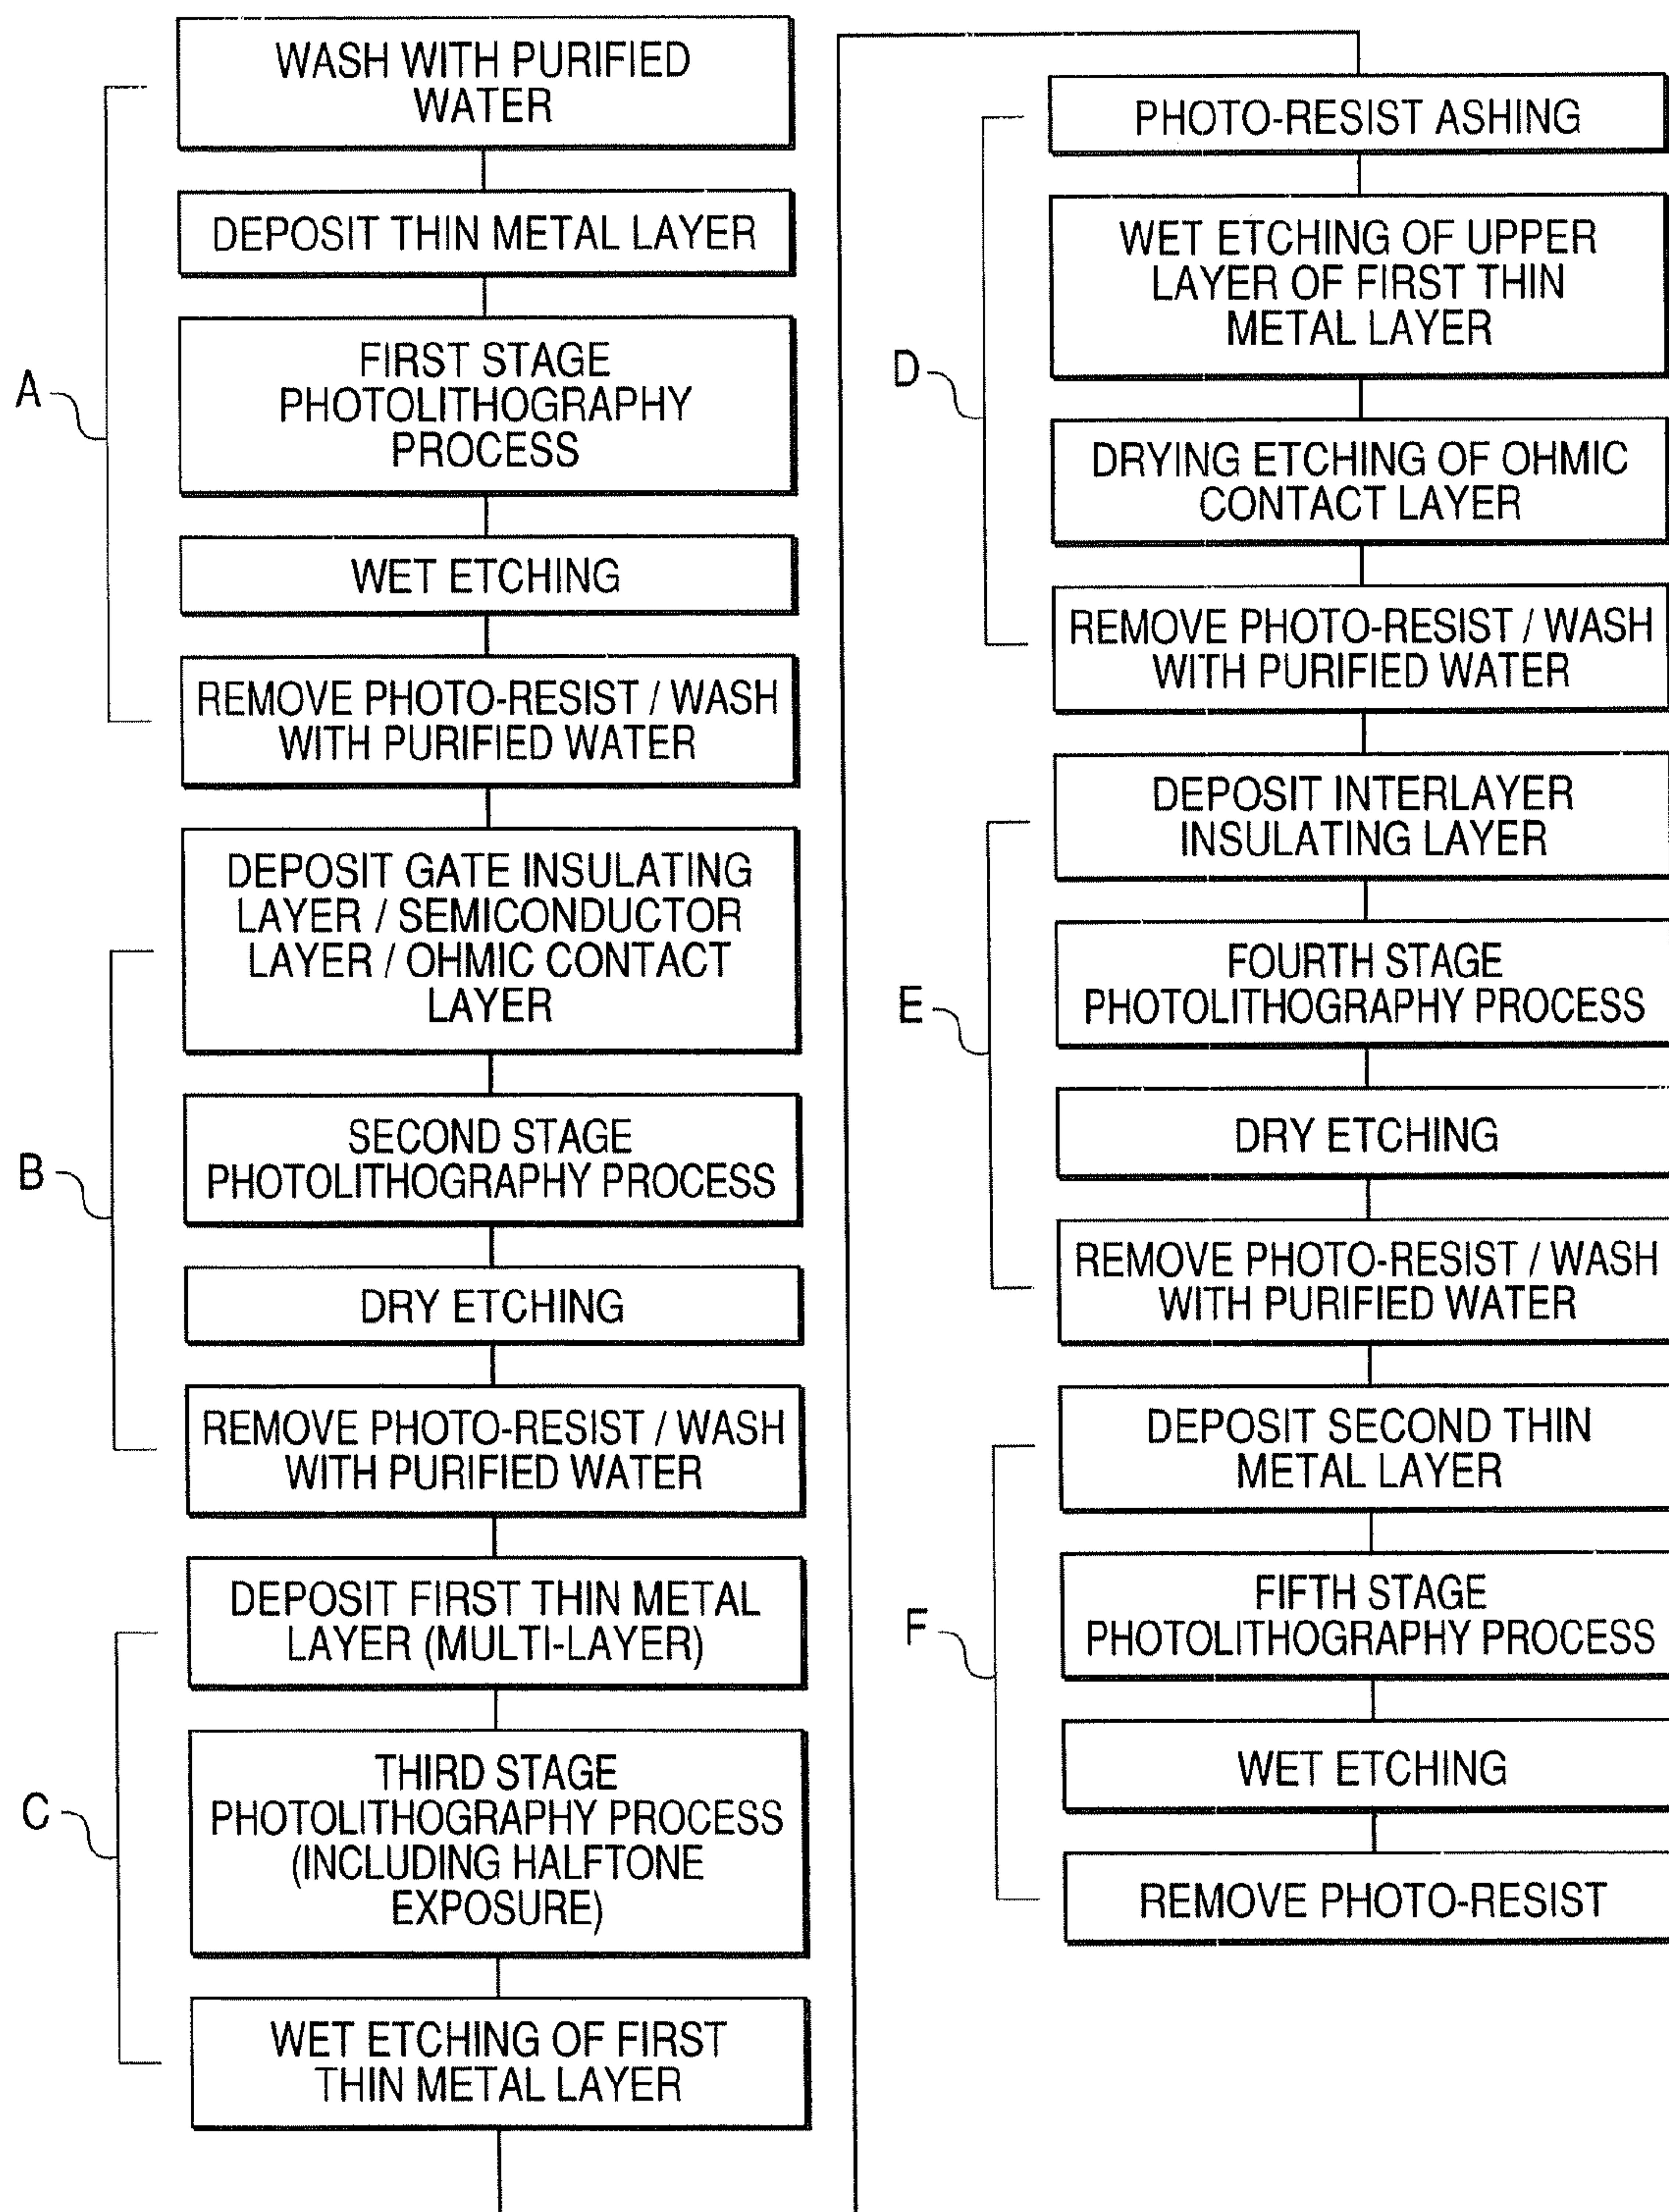 WASH WITH PURIFIED
WATER
DEPOSIT THIN METAL LAYER
FIRST STAGE
PHOTOLITHOGRAPHY
PROCESS
A
WET ETCHING
REMOVE PHOTO-RESIST / WASH
WITH PURIFIED WATER
DEPOSIT GATE INSULATING
LAYER / SEMICONDUCTOR
LAYER / OHMIC CONTACT
LAYER
SECOND STAGE
PHOTOLITHOGRAPHY PROCESS
B
DRY ETCHING
REMOVE PHOTO-RESIST / WASH
WITH PURIFIED WATER
DEPOSIT FIRST THIN METAL
LAYER (MULTI-LAYER)
THIRD STAGE
PHOTOLITHOGRAPHY PROCESS
(INCLUDING HALFTONE
EXPOSURE)
C
WET ETCHING OF FIRST
THIN METAL LAYER
PHOTO-RESIST ASHING
WET ETCHING OF UPPER
LAYER OF FIRST THIN
METAL LAYER
D
DRYING ETCHING OF OHMIC
CONTACT LAYER
REMOVE PHOTO-RESIST / WASH
WITH PURIFIED WATER
DEPOSIT INTERLAYER
INSULATING LAYER
FOURTH STAGE
PHOTOLITHOGRAPHY PROCESS
E
DRY ETCHING
REMOVE PHOTO-RESIST / WASH
WITH PURIFIED WATER
DEPOSIT SECOND THIN
METAL LAYER
FIFTH STAGE
PHOTOLITHOGRAPHY PROCESS
F
WET ETCHING
REMOVE PHOTO-RESIST